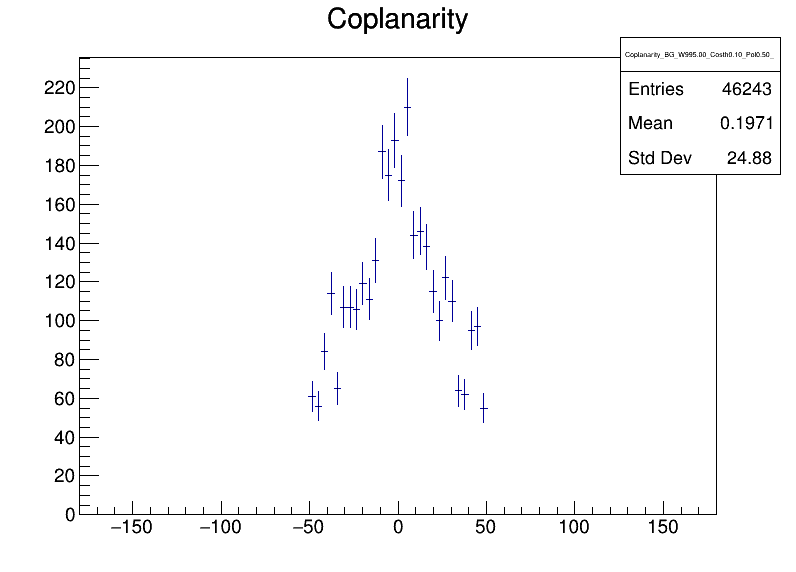 Coplanarity
Coplanarity_BG_W995.00_Costh0.10_Pol0.50_
Entries 46243
Mean 0.1971
Std Dev 24.88
220
200
180
160
140
120
100
80
60
40
20
0
−150 −100 −50 0 50 100 150